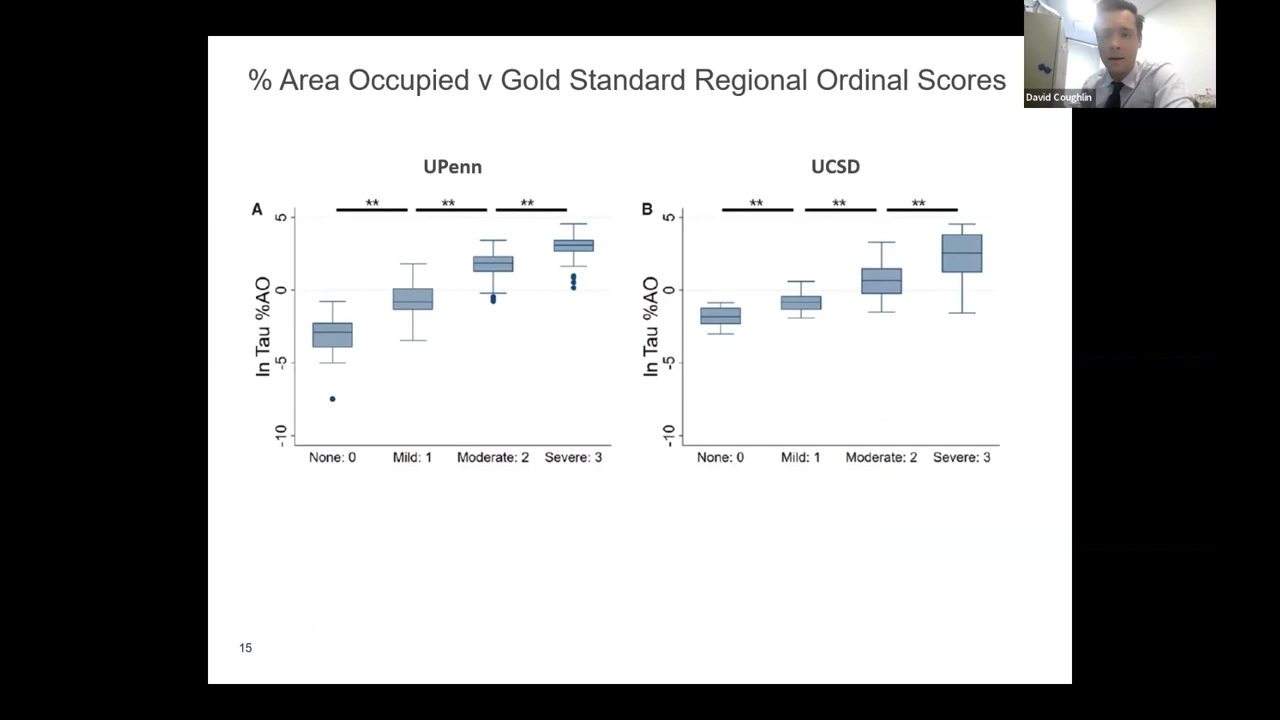 % Area Occupied v Gold Standard Regional Ordinal Scores
David Coughlin
UPenn
UCSD
A
** ** **
5
0
-5
-10
ln Tau %AO
None: 0 Mild: 1 Moderate: 2 Severe: 3
B
** ** **
5
0
-5
-10
ln Tau %AO
None: 0 Mild: 1 Moderate: 2 Severe: 3
15